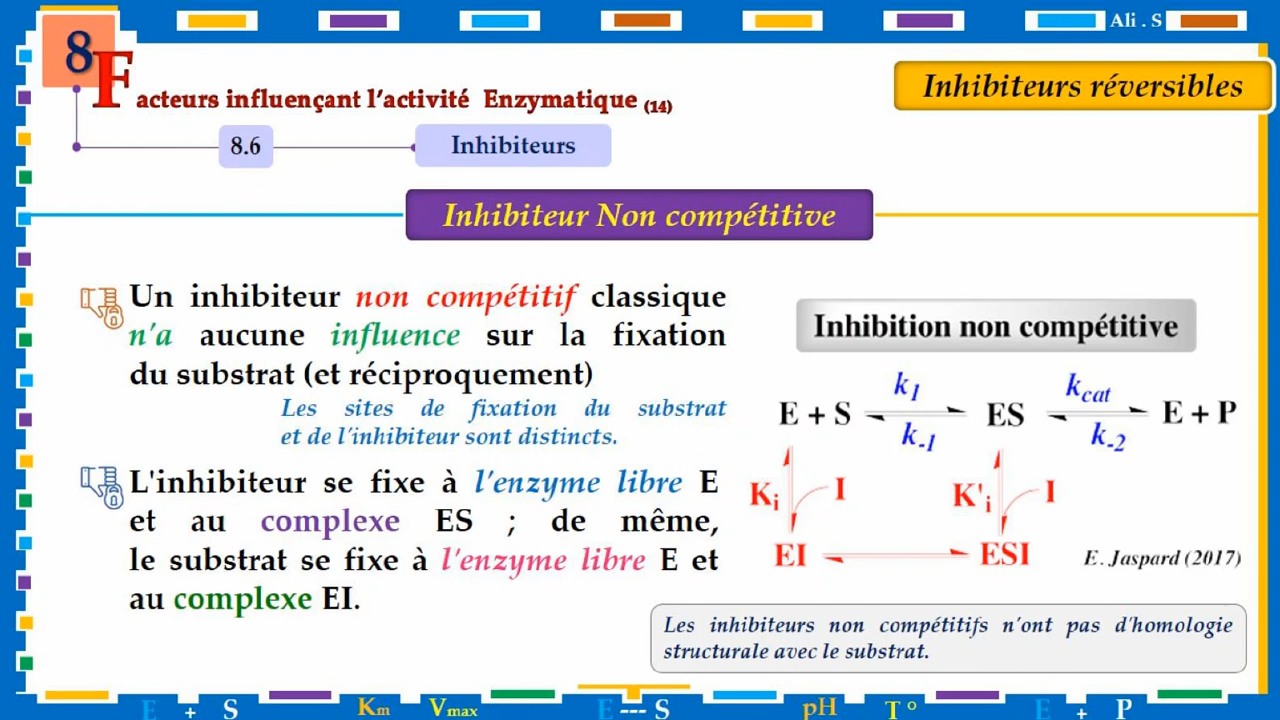 Ali . S
8
Facteurs influençant l’activité Enzymatique (14)
Inhibiteurs réversibles
8.6
Inhibiteurs
Inhibiteur Non compétitive
Un inhibiteur non compétitif classique
n'a aucune influence sur la fixation
du substrat (et réciproquement)
Les sites de fixation du substrat
et de l’inhibiteur sont distincts.
L'inhibiteur se fixe à l’enzyme libre E
et au complexe ES ; de même,
le substrat se fixe à l’enzyme libre E et
au complexe EI.
Inhibition non compétitive
k1
kcat
E + S
ES
E + P
k-1
k-2
Ki
I
K'i
I
EI
ESI
E. Jaspard (2017)
Les inhibiteurs non compétitifs n’ont pas d’homologie
structurale avec le substrat.
E + S
Km
Vmax
E --- S
pH
T °
E + P